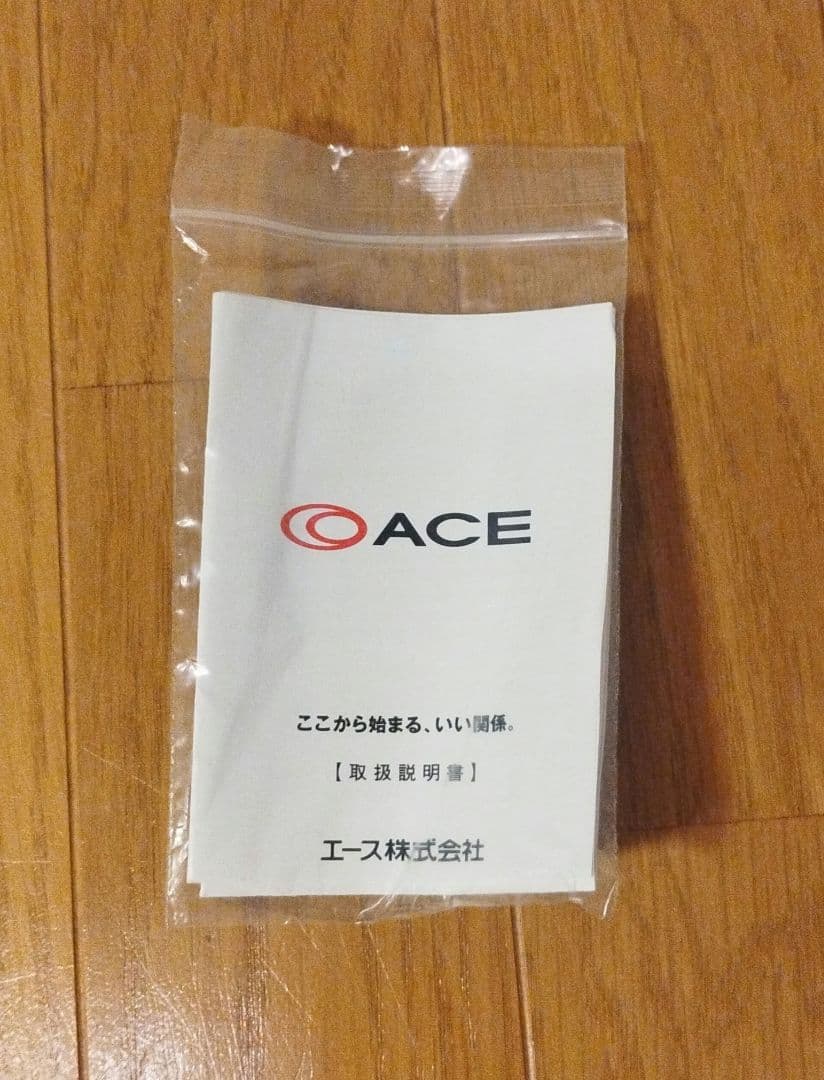 ACE
ここから始まる、いい関係。
【取扱説明書】
エース株式会社